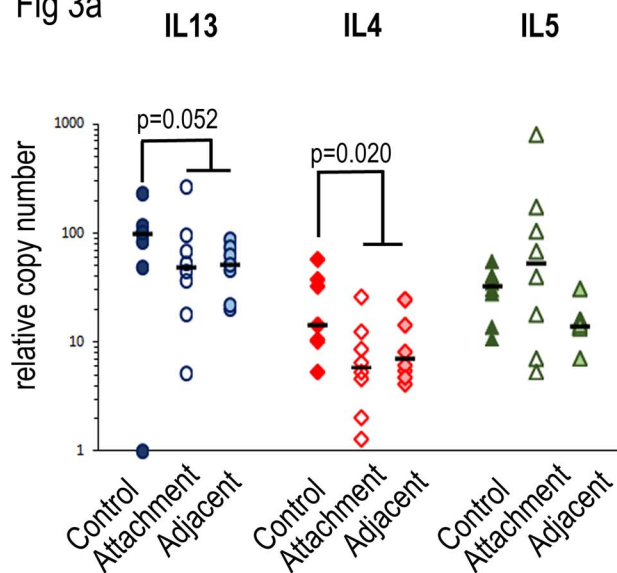 Fig 3a
IL13 IL4 IL5
p=0.052
p=0.020
relative copy number
1000
100
10
1
Control Attachment Adjacent Control Attachment Adjacent Control Attachment Adjacent